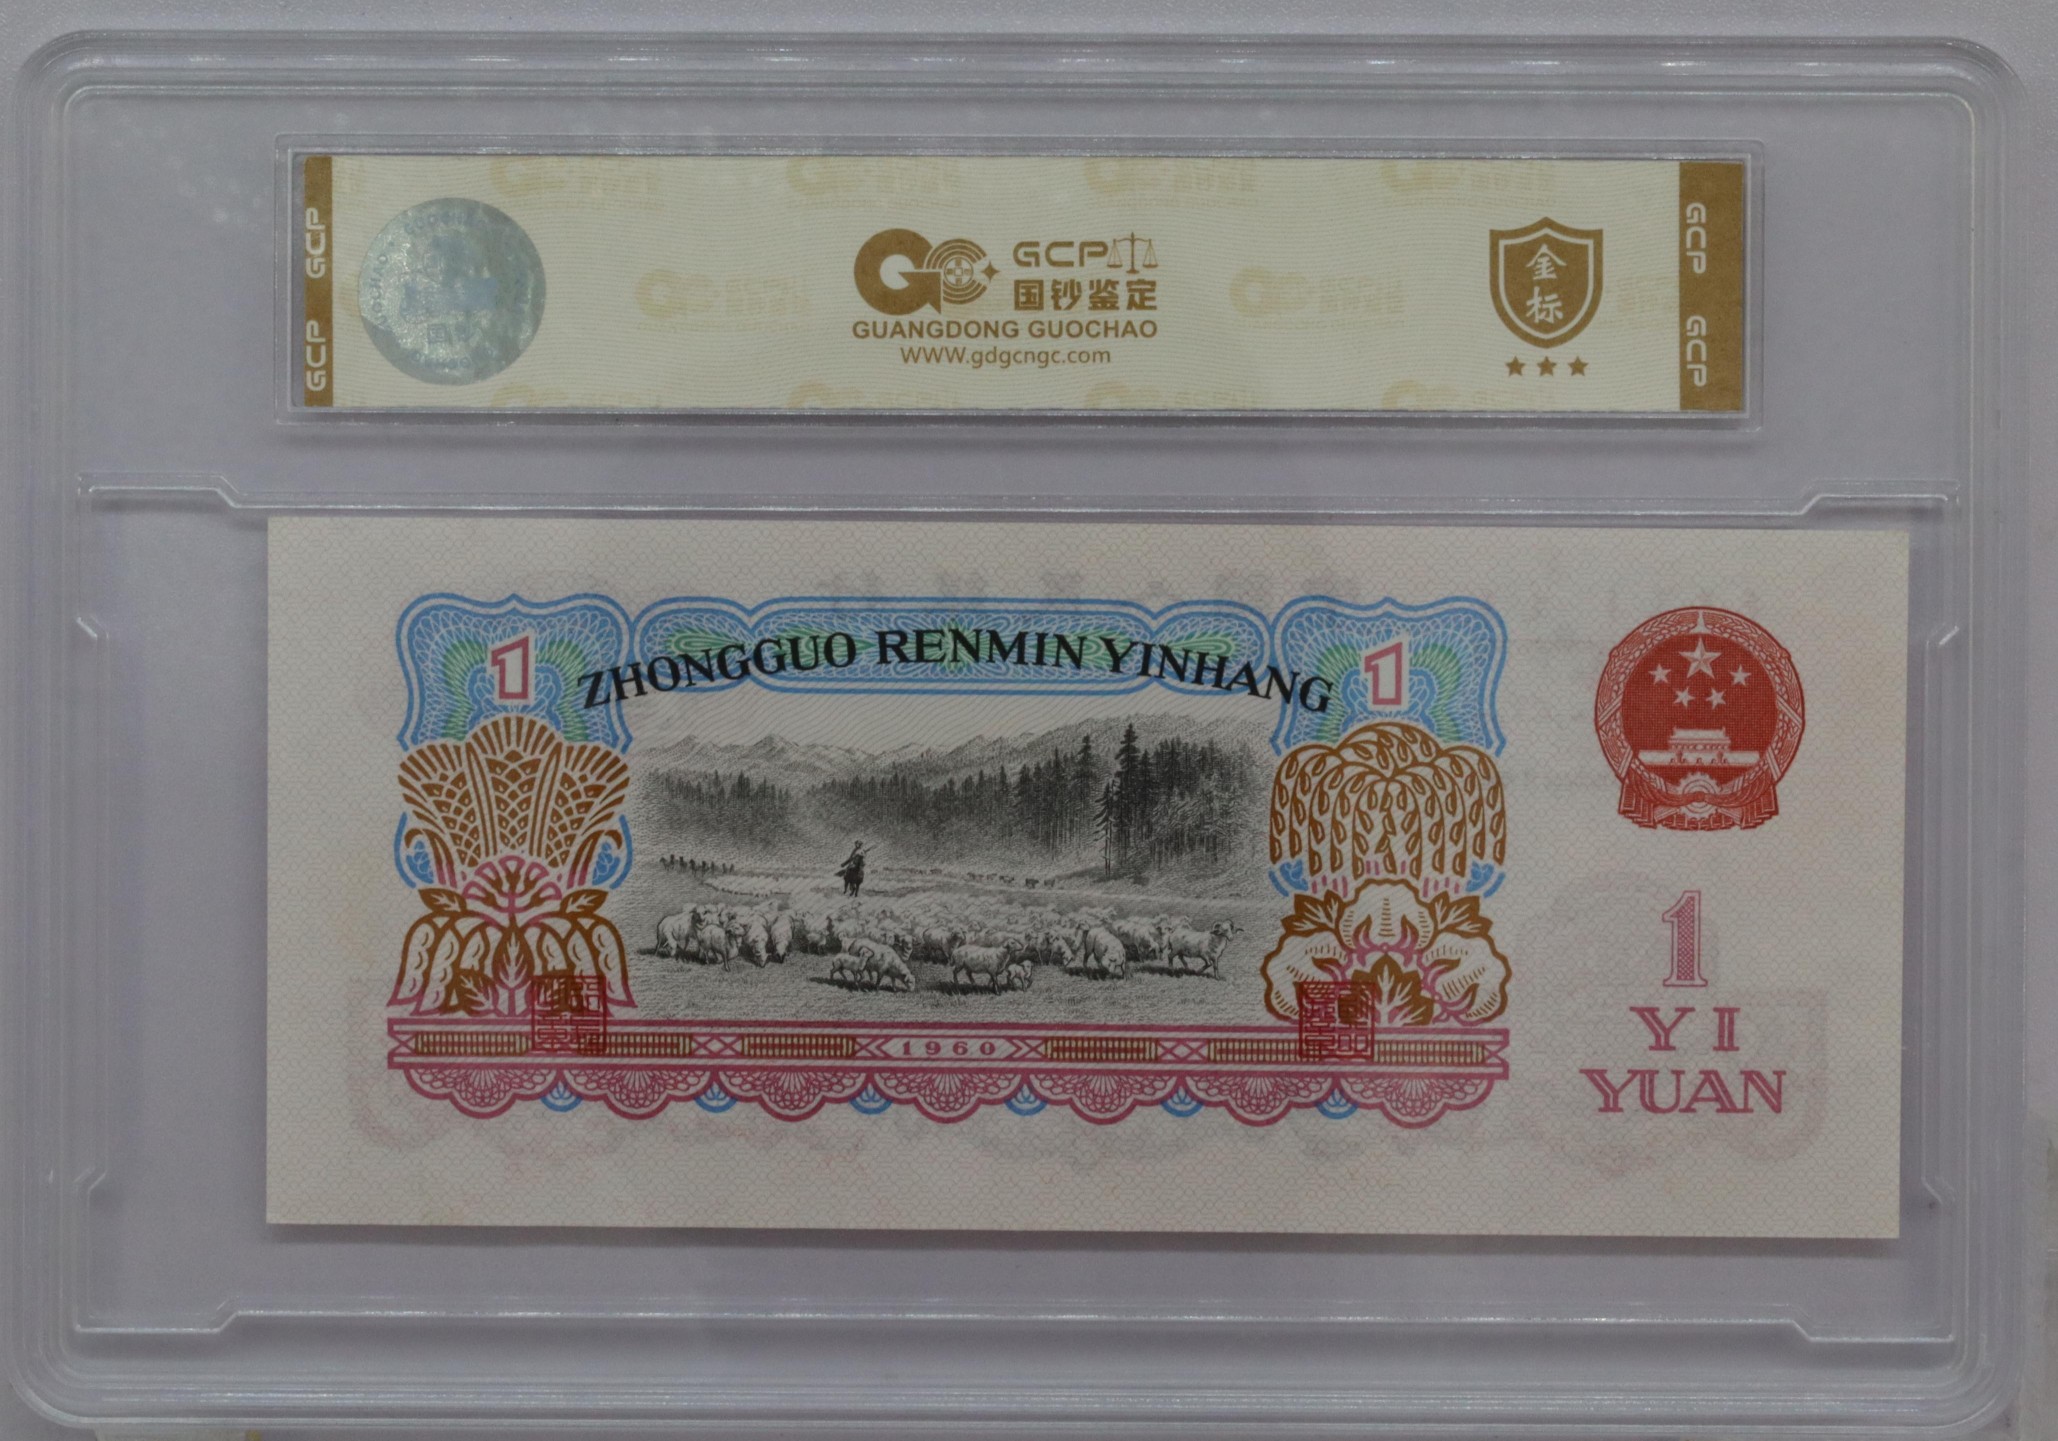 GCP GCP
GCP
国钞鉴定
GUANGDONG GUOCHAO
WWW.gdgcngc.com
金标
GCP GCP
1 ZHONGGUO RENMIN YINHANG 1
1960
1
YI
YUAN